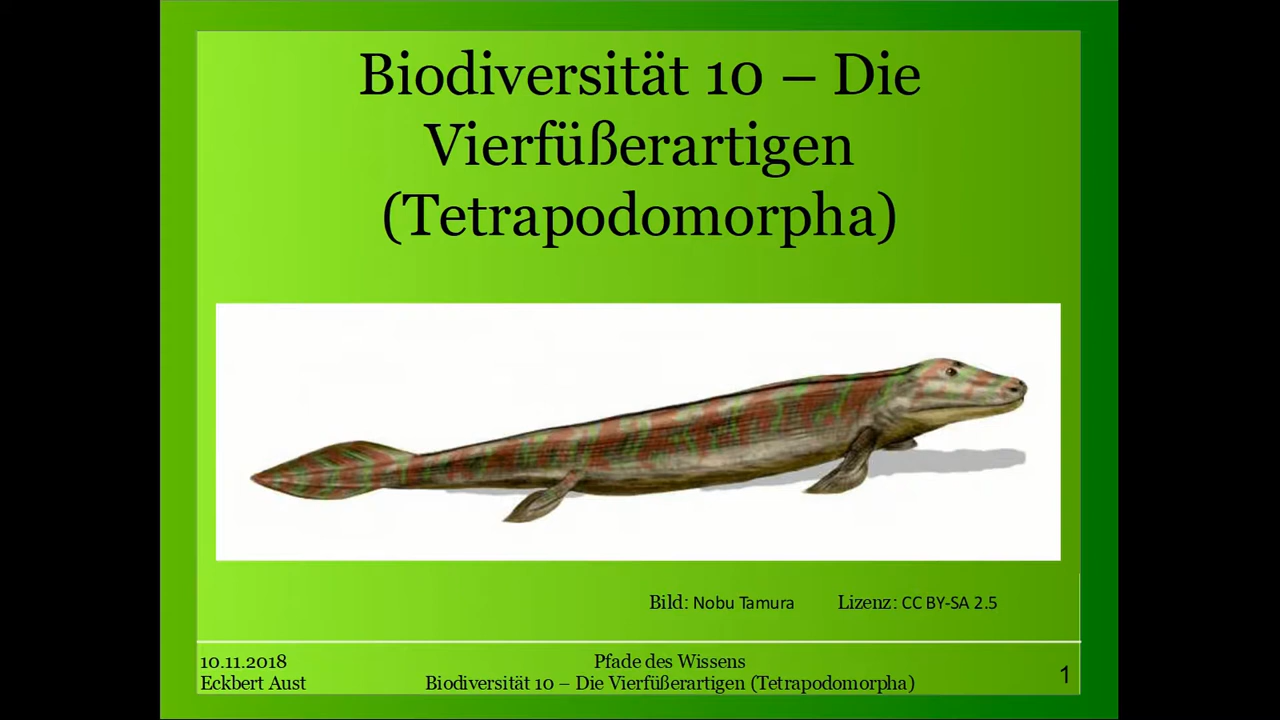 Biodiversität 10 – Die
Vierfüßerartigen
(Tetrapodomorpha)
Bild: Nobu Tamura Lizenz: CC BY-SA 2.5
10.11.2018
Eckbert Aust
Pfade des Wissens
Biodiversität 10 – Die Vierfüßerartigen (Tetrapodomorpha)
1